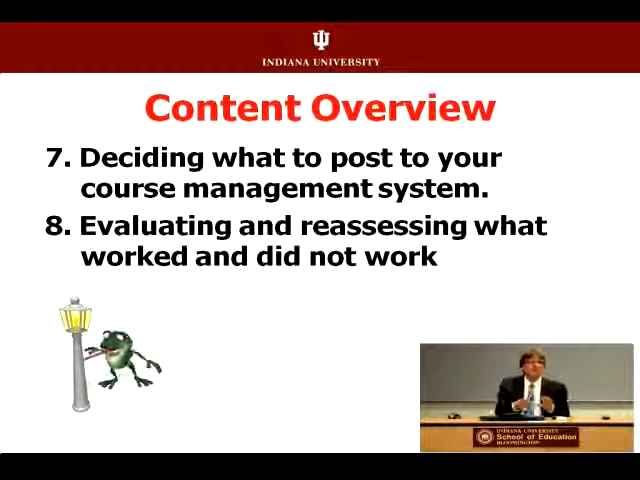 INDIANA UNIVERSITY
Content Overview
7. Deciding what to post to your
course management system.
8. Evaluating and reassessing what
worked and did not work
INDIANA UNIVERSITY
School of Education
BLOOMINGTON